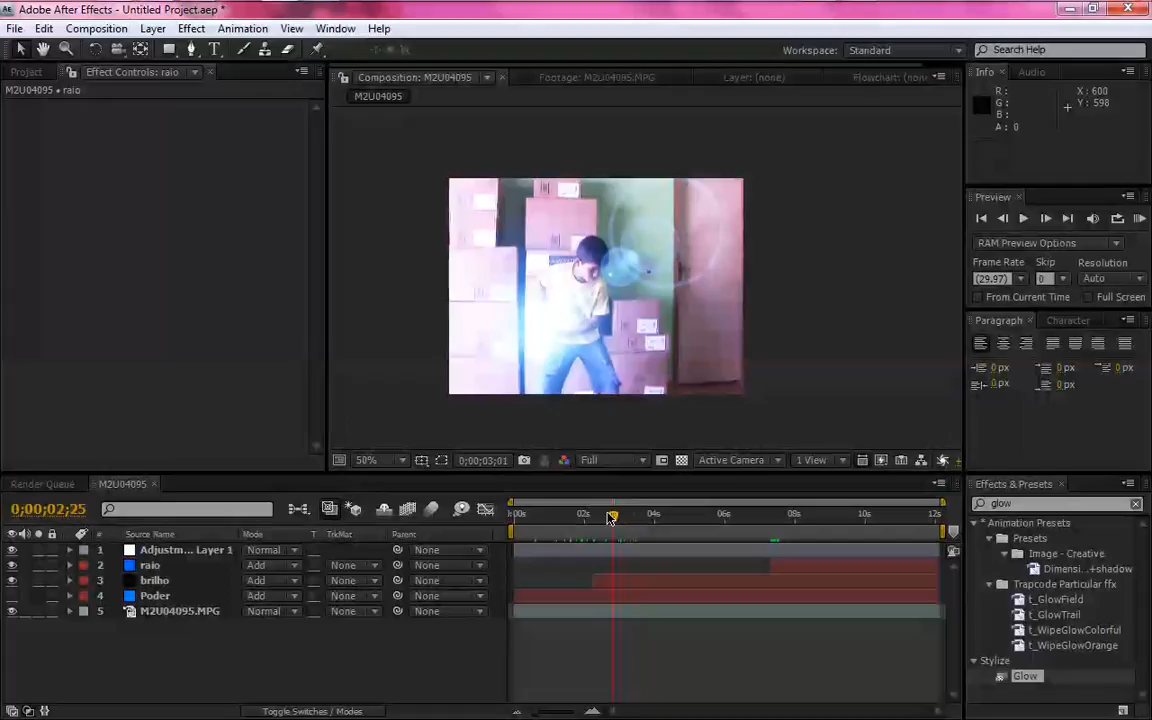 Adobe After Effects - Untitled Project.aep *
File Edit Composition Layer Effect Animation View Window Help
Workspace: Standard Search Help
Project Effect Controls: raio Composition: M2U04095 Footage: M2U04095.MPG Layer: (none) Flowchart: (non Info Audio
M2U04095 • raio
M2U04095
R: X: 600
G: Y: 598
B:
A: 0
Preview
RAM Preview Options
Frame Rate Skip Resolution
(29.97) 0 Auto
From Current Time Full Screen
Paragraph Character
0 px 0 px 0 px
0 px 0 px
50% 0;00;03;01 Full Active Camera 1 View
Render Queue M2U04095 Effects & Presets
0;00;02;25 glow
00s 02s 04s 06s 08s 10s 12s
# Source Name Mode T TrkMat Parent
1 Adjustm... Layer 1 Normal None
2 raio Add None None
3 brilho Add None None
4 Poder Add None None
5 M2U04095.MPG Normal None None
* Animation Presets
Presets
Image - Creative
Dimensi...+shadow
Trapcode Particular ffx
t_GlowField
t_GlowTrail
t_WipeGlowColorful
t_WipeGlowOrange
Stylize
Glow
Toggle Switches / Modes